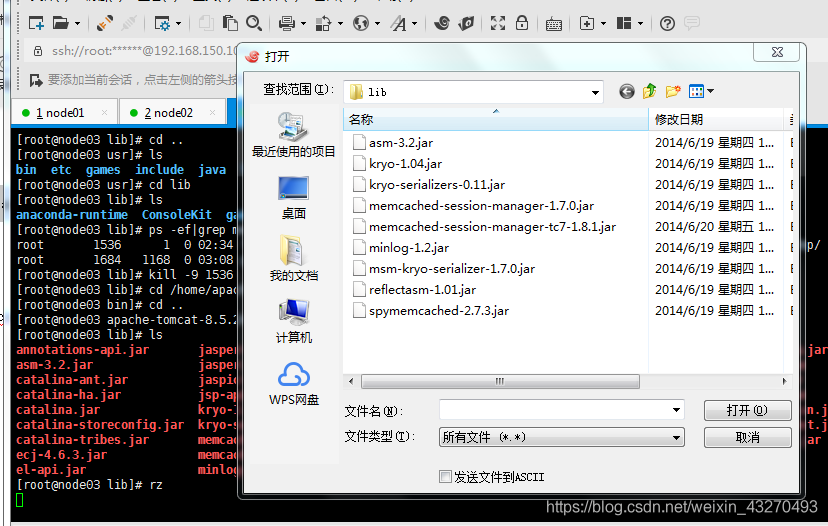 ssh://root:******@192.168.150.10
要添加当前会话，点击左侧的箭头按
1 node01
2 node02
[root@node03 lib]# cd ..
[root@node03 usr]# ls
bin etc games include java
[root@node03 usr]# cd lib
[root@node03 lib]# ls
anaconda-runtime ConsoleKit
[root@node03 lib]# ps -ef|grep
root 1536 1 0 02:34
root 1684 1168 0 03:08
[root@node03 lib]# kill -9 1536
[root@node03 lib]# cd /home/apac
[root@node03 bin]# cd ..
[root@node03 apache-tomcat-8.5.2
[root@node03 lib]# ls
annotations-api.jar jasper
asm-3.2.jar jasper
catalina-ant.jar jaspic
catalina-ha.jar jsp-ap
catalina.jar kryo-
catalina-storeconfig.jar kryo-s
catalina-tribes.jar memcac
ecj-4.6.3.jar memcac
el-api.jar minlog
[root@node03 lib]# rz
打开
查找范围(I):
lib
最近使用的项目
桌面
我的文档
计算机
WPS网盘
名称 修改日期
asm-3.2.jar 2014/6/19 星期四 1...
kryo-1.04.jar 2014/6/19 星期四 1...
kryo-serializers-0.11.jar 2014/6/19 星期四 1...
memcached-session-manager-1.7.0.jar 2014/6/19 星期四 1...
memcached-session-manager-tc7-1.8.1.jar 2014/6/20 星期五 1...
minlog-1.2.jar 2014/6/19 星期四 1...
msm-kryo-serializer-1.7.0.jar 2014/6/19 星期四 1...
reflectasm-1.01.jar 2014/6/19 星期四 1...
spymemcached-2.7.3.jar 2014/6/19 星期四 1...
文件名(N): 打开(O)
文件类型(T): 所有文件 (*.*) 取消
发送文件到ASCII
p/
jar
n.j
t.j
ar
https://blog.csdn.net/weixin_43270493